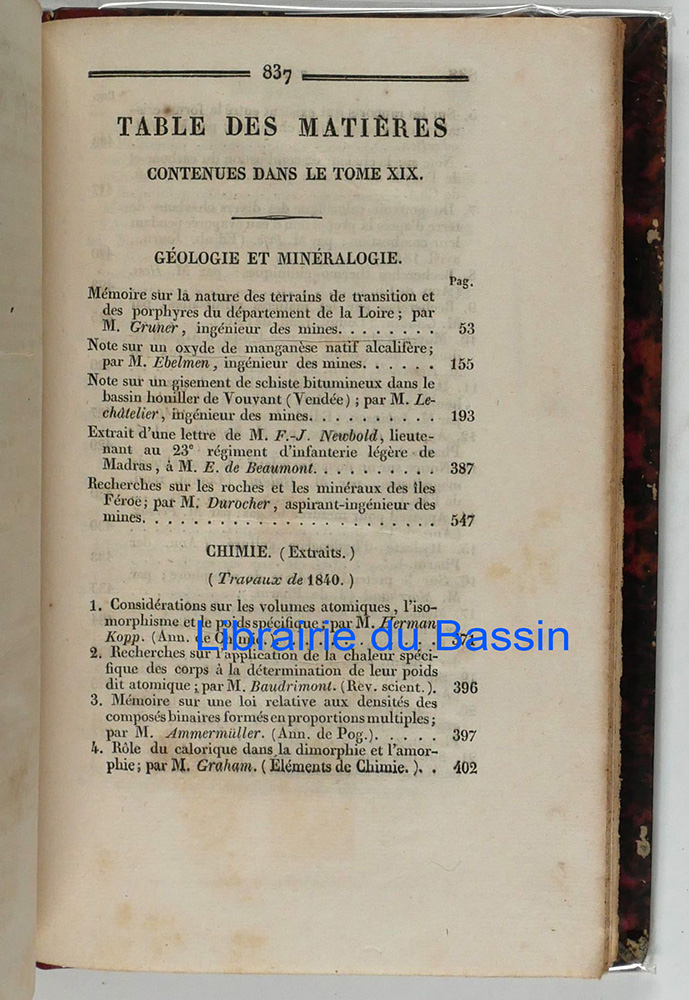 837
TABLE DES MATIÈRES
CONTENUES DANS LE TOME XIX.
GÉOLOGIE ET MINÉRALOGIE.
Pag.
Mémoire sur la nature des terrains de transition et
des porphyres du département de la Loire ; par
M. Gruner, ingénieur des mines. . . . . . . . 53
Note sur un oxyde de manganèse natif alcalifère;
par M. Ebelmen, ingénieur des mines. . . . . . 155
Note sur un gisement de schiste bitumineux dans le
bassin houiller de Vouvant (Vendée) ; par M. Le-
châtelier, ingénieur des mines. . . . . . . . . . 193
Extrait d'une lettre de M. F.-J. Newbold, lieute-
nant au 23e régiment d'infanterie légère de
Madras, à M. E. de Beaumont. . . . . . . . . . 387
Recherches sur les roches et les minéraux des îles
Féroë; par M. Durocher, aspirant-ingénieur des
mines. . . . . . . . . . . . . . . . . . . . . . 547
CHIMIE. (Extraits.)
(Travaux de 1840.)
1. Considérations sur les volumes atomiques, l'iso-
morphisme et le poids spécifique; par M. Herman
Kopp. (Ann. de Chimie.)
Librairie du Bassin
2. Recherches sur l'application de la chaleur spéci-
fique des corps à la détermination de leur poids
dit atomique ; par M. Baudrimont. (Rev. scient.). 396
3. Mémoire sur une loi relative aux densités des
composés binaires formés en proportions multiples;
par M. Ammermüller. (Ann. de Pog.). . . . . 397
4. Rôle du calorique dans la dimorphie et l'amor-
phie; par M. Graham. (Éléments de Chimie.). . 402